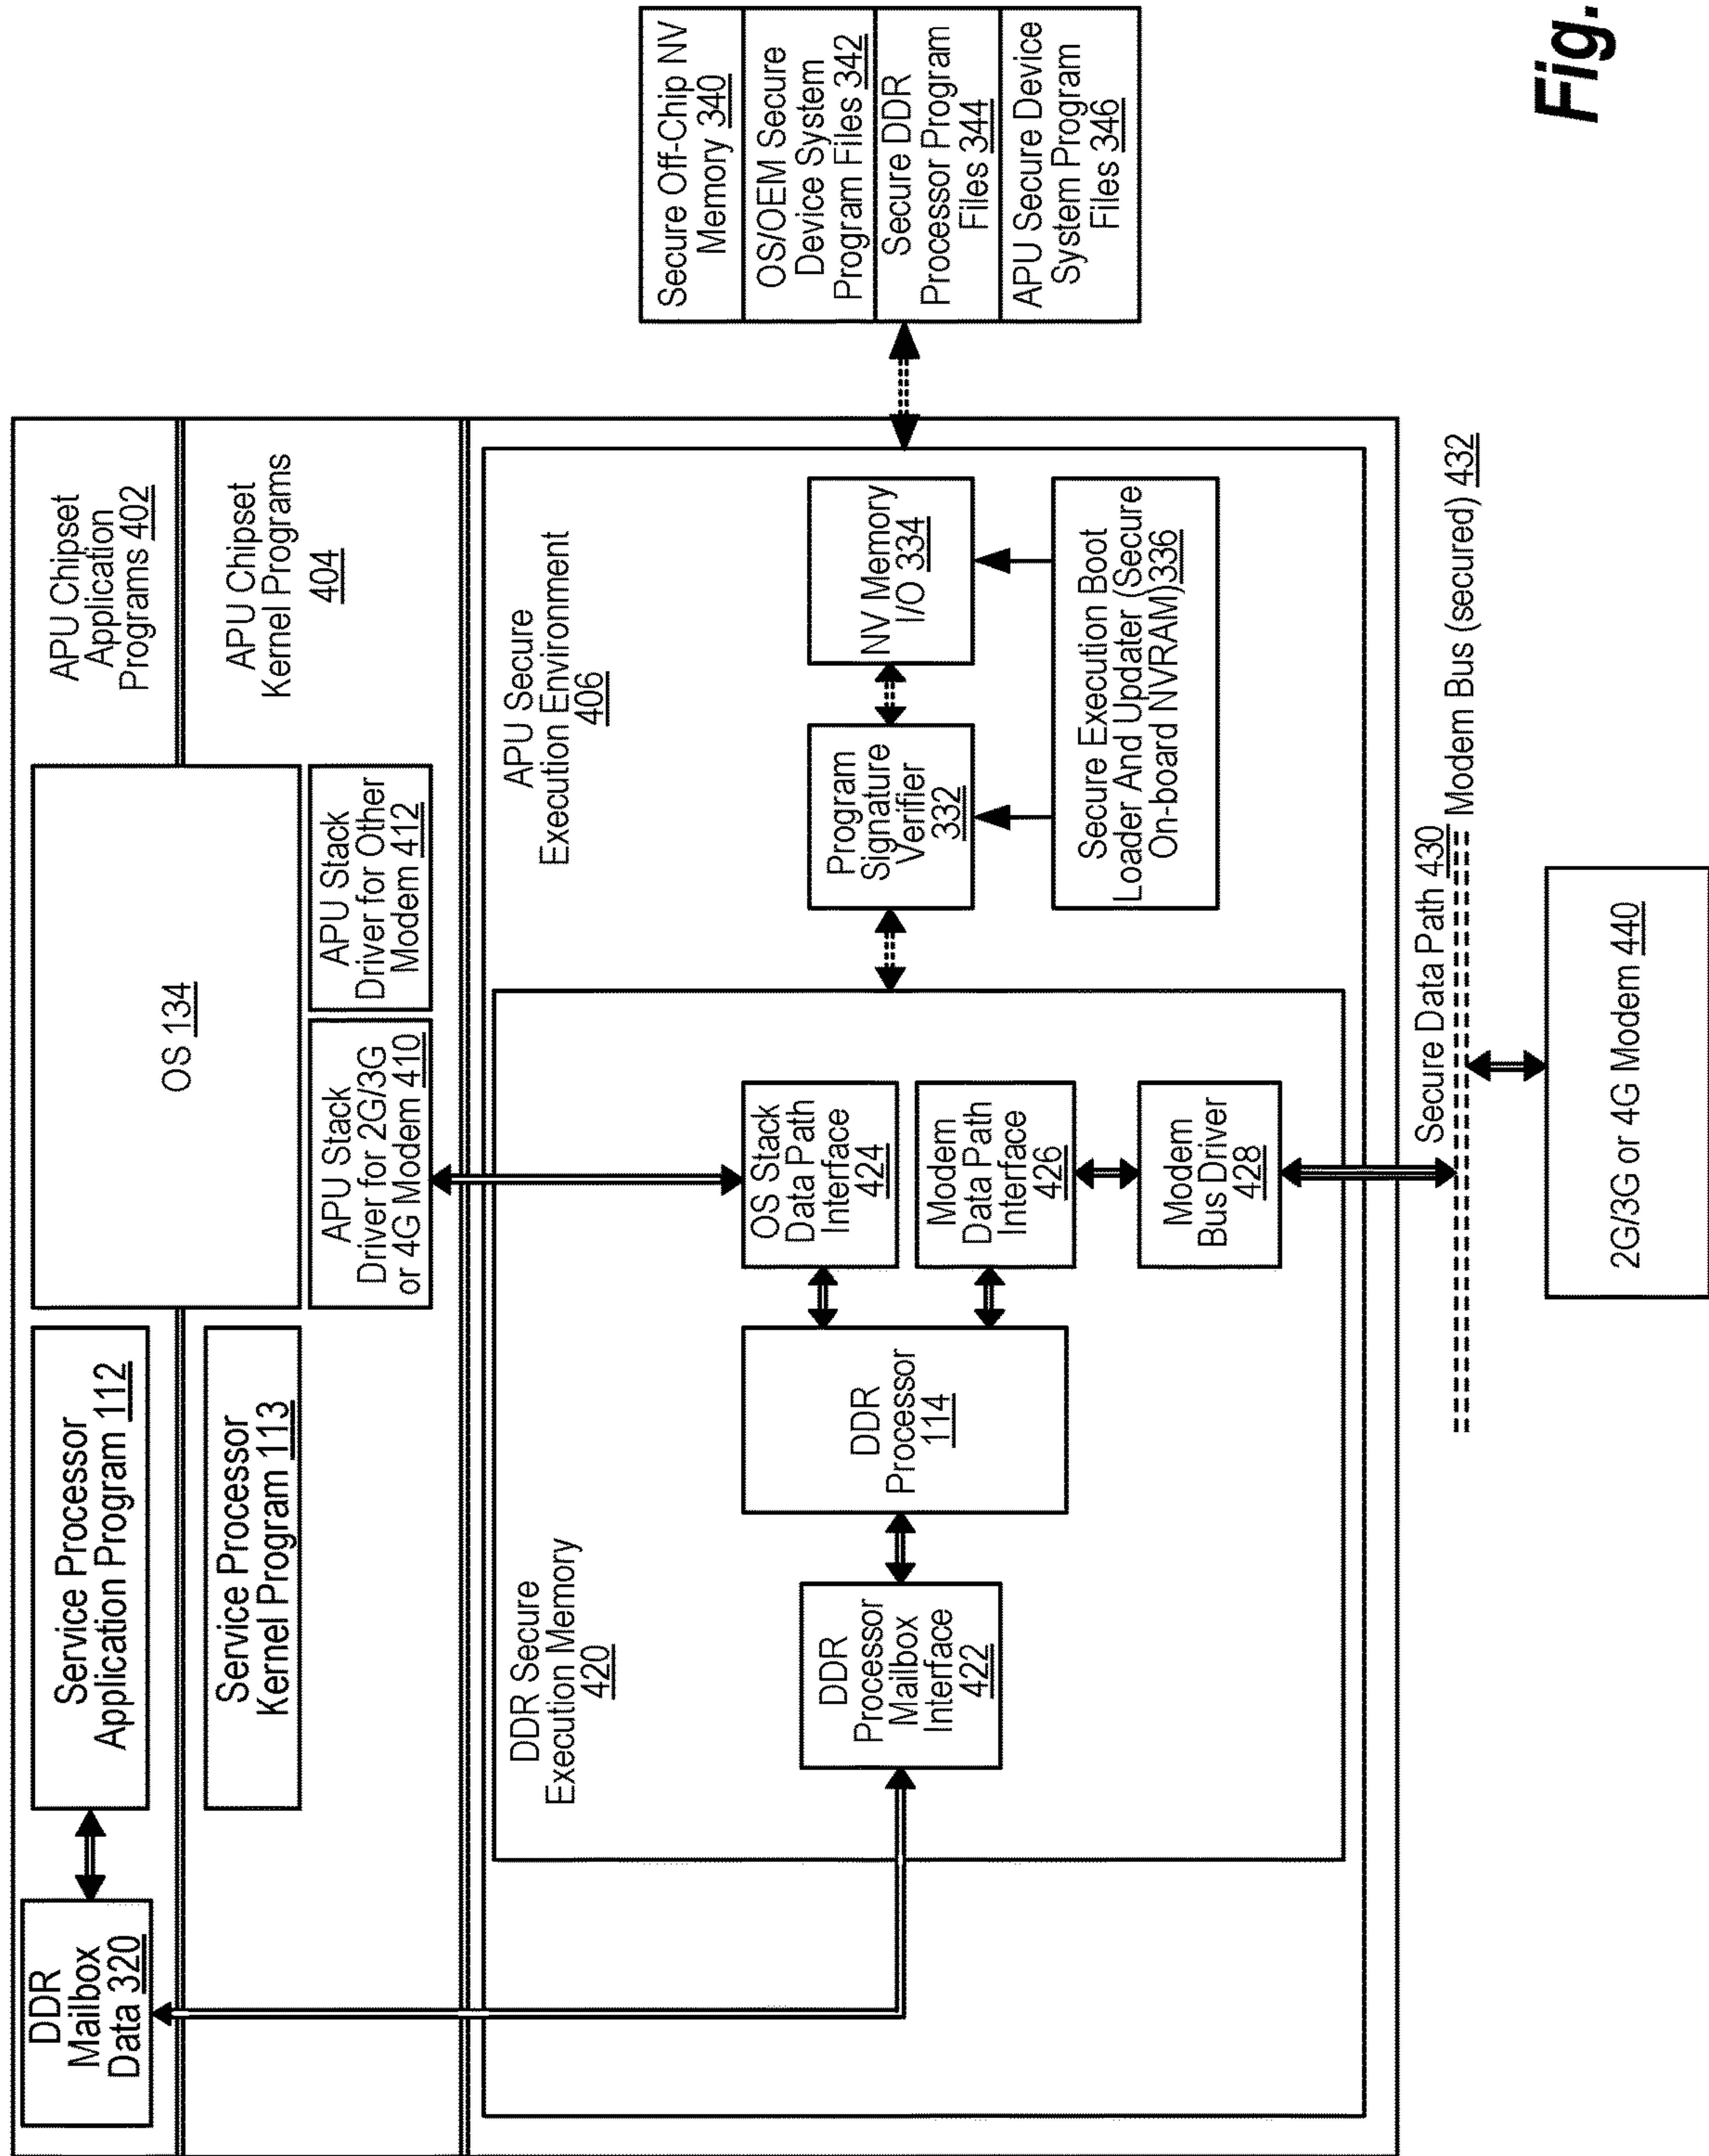 DDR
Mailbox
Data 320
Service Processor
Application Program 112
Service Processor
Kernel Program 113
OS 134
APU Stack
Driver for 2G/3G
or 4G Modem 410
APU Stack
Driver for Other
Modem 412
APU Chipset
Application
Programs 402
APU Chipset
Kernel Programs
404
DDR Secure
Execution Memory
420
DDR
Processor
Mailbox
Interface
422
DDR
Processor
114
OS Stack
Data Path
Interface
424
Modem
Data Path
Interface
426
Modem
Bus Driver
428
APU Secure
Execution Environment
406
Program
Signature
Verifier
332
NV Memory
I/O 334
Secure Execution Boot
Loader And Updater (Secure
On-board NVRAM)336
Secure Off-Chip NV
Memory 340
OS/OEM Secure
Device System
Program Files 342
Secure DDR
Processor Program
Files 344
APU Secure Device
System Program
Files 346
Secure Data Path 430
Modem Bus (secured) 432
2G/3G or 4G Modem 440
Fig.